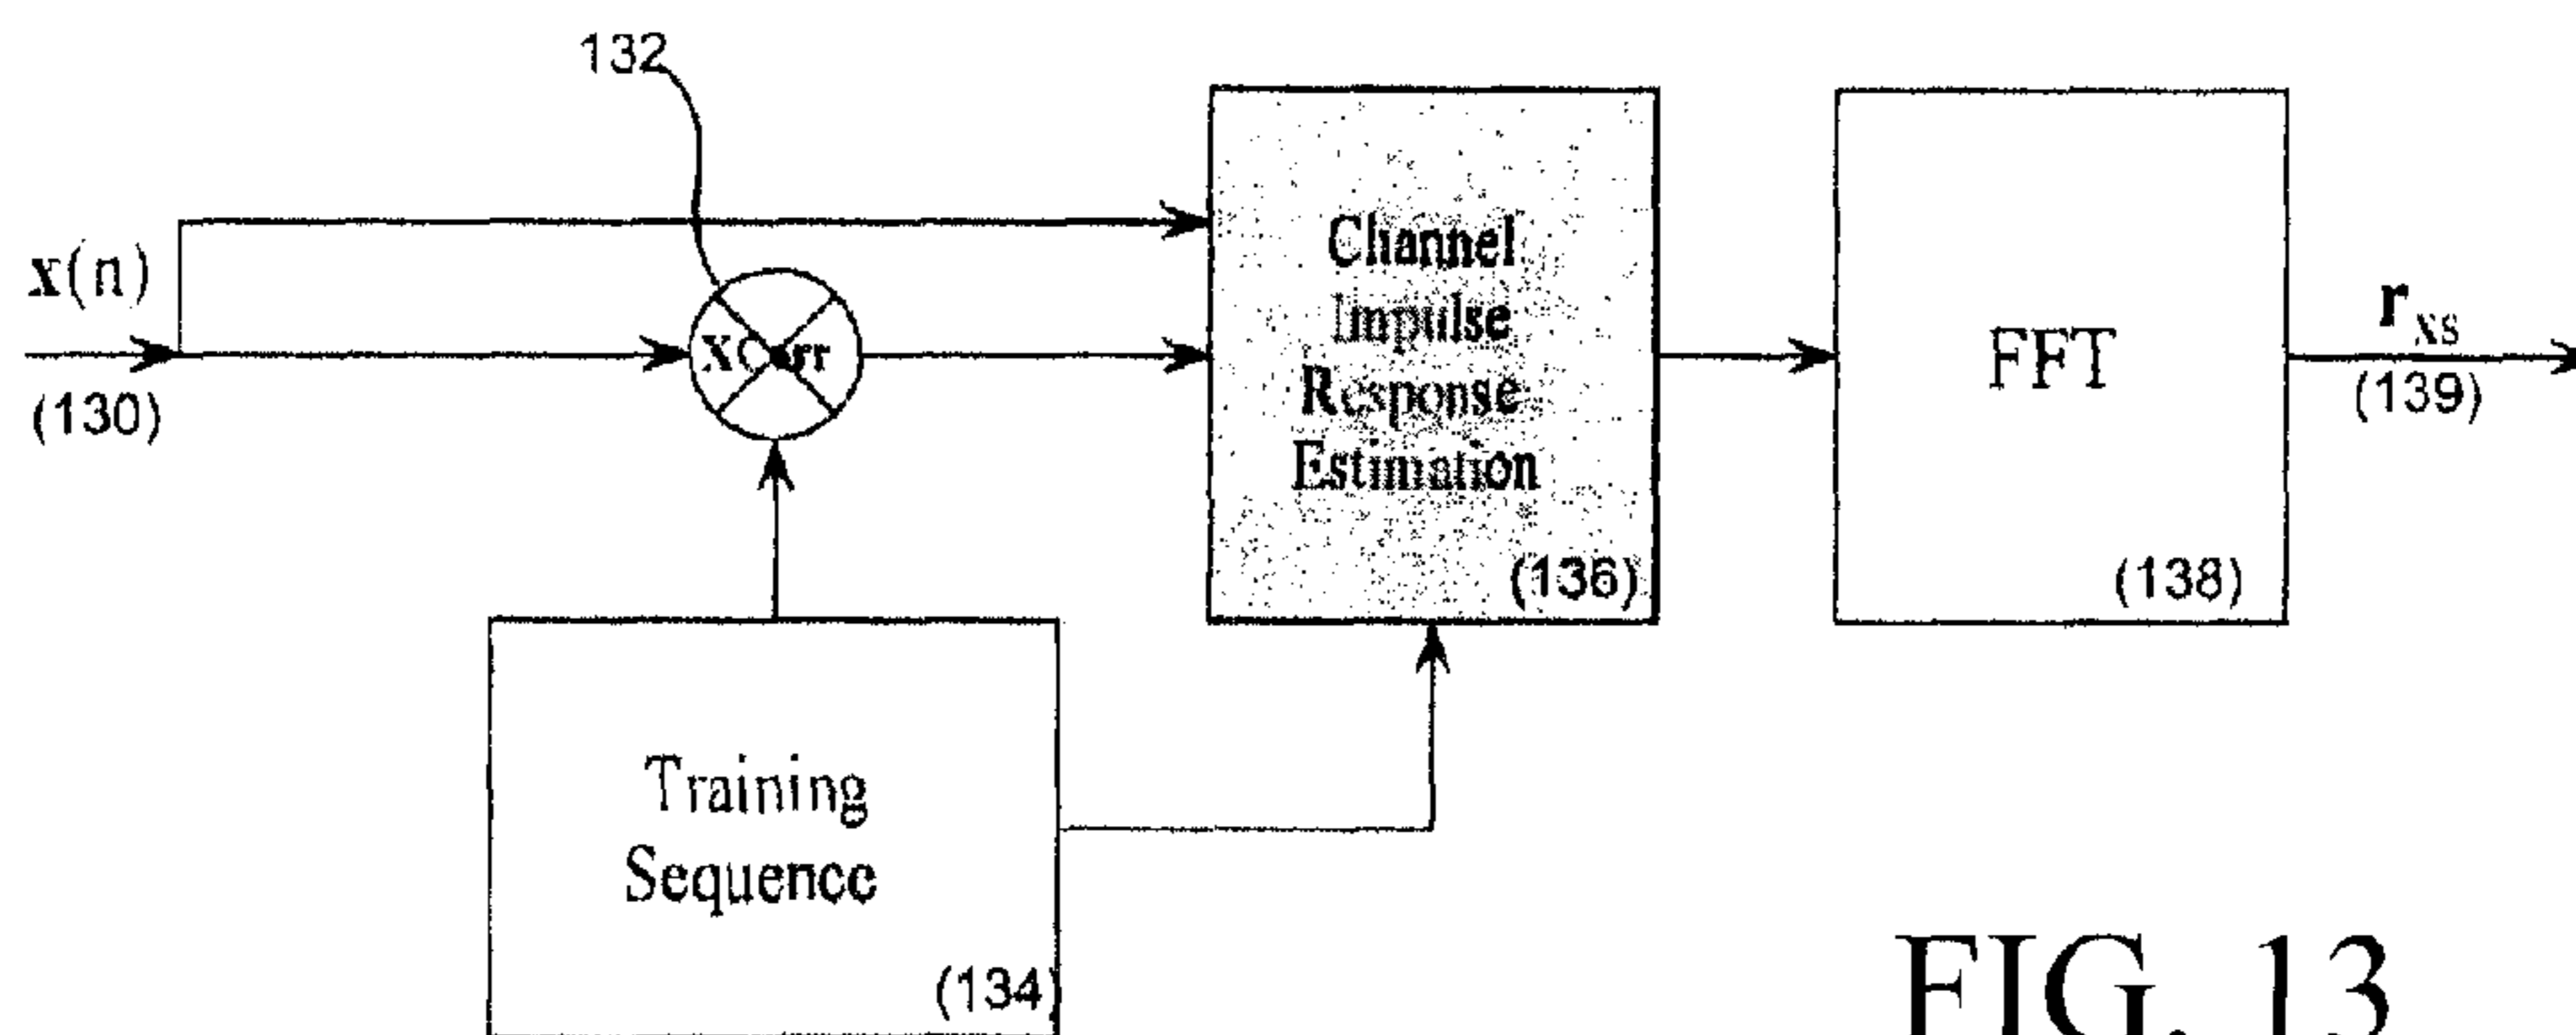 132
x(n)
(130)
XCorr
Channel
Impulse
Response
Estimation
(136)
FFT
(138)
r_xs
(139)
Training
Sequence
(134)
FIG. 13